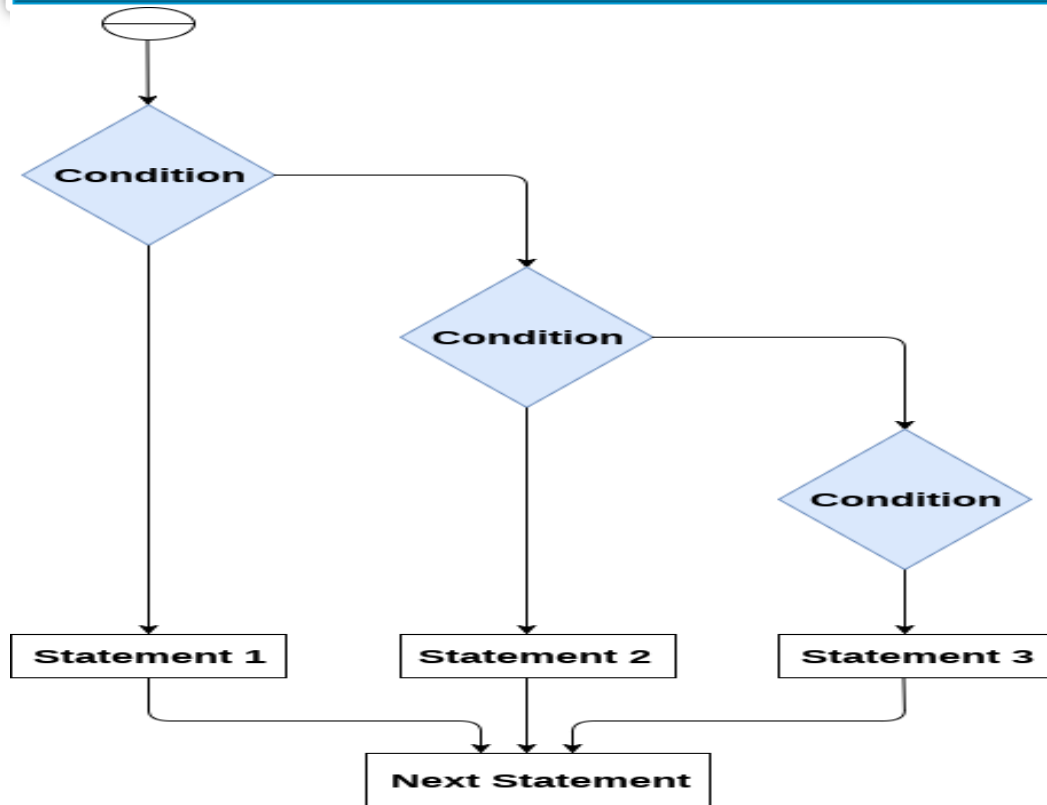 Condition
Condition
Condition
Statement 1
Statement 2
Statement 3
Next Statement